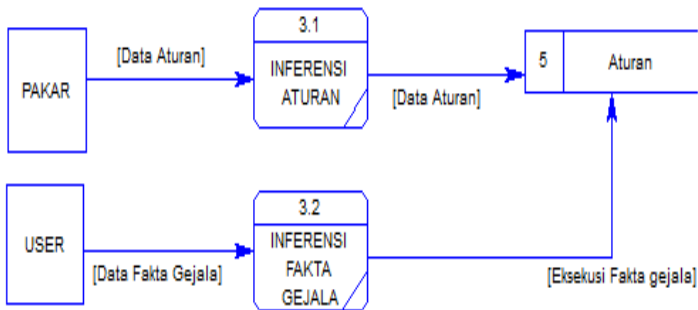 3.1
[Data Aturan]
PAKAR
INFERENSI
ATURAN
[Data Aturan]
5
Aturan
3.2
USER
INFERENSI
FAKTA
GEJALA
[Data Fakta Gejala]
[Eksekusi Fakta gejala]